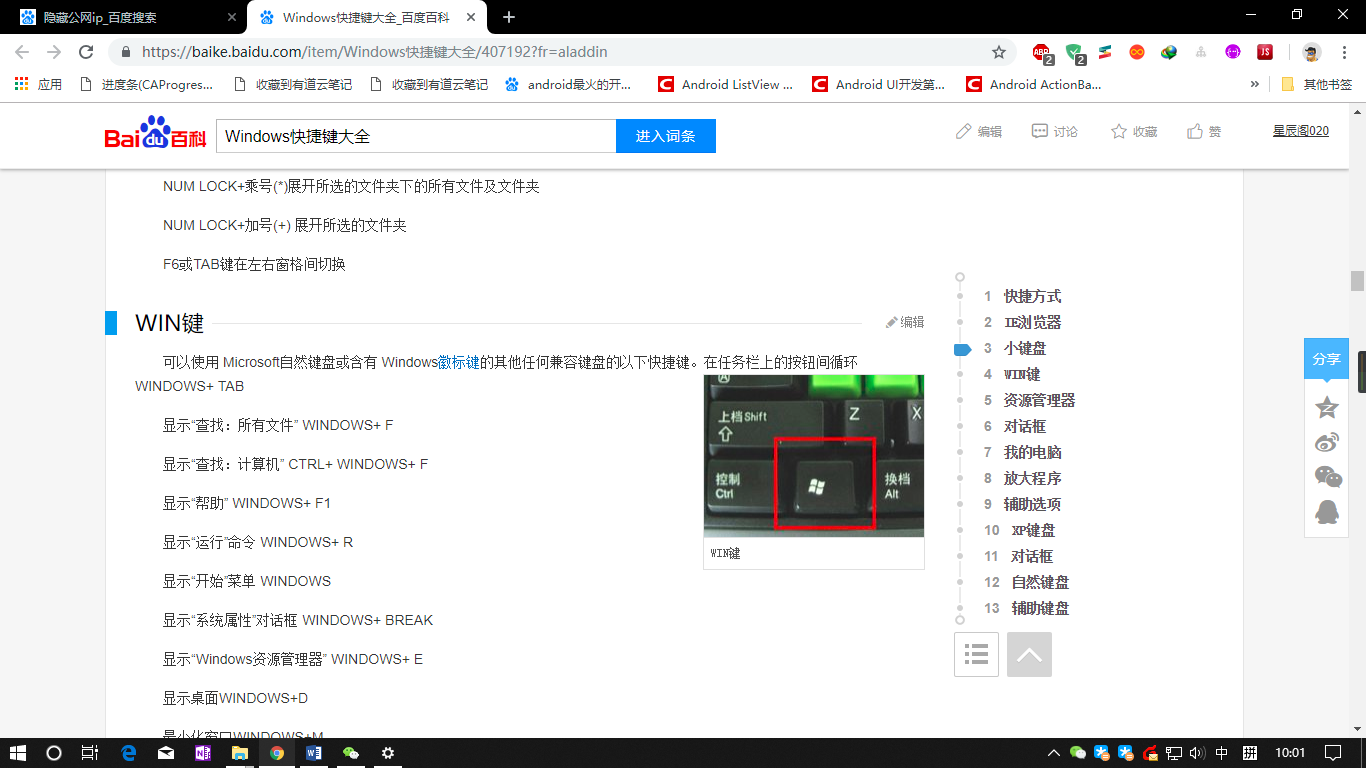 隐藏公网ip_百度搜索
Windows快捷键大全_百度百科
https://baike.baidu.com/item/Windows快捷键大全/407192?fr=aladdin
ABP
2
2
JS
应用
进度条(CAProgres...
收藏到有道云笔记
收藏到有道云笔记
android最火的开...
Android ListView ...
Android UI开发第...
Android ActionBa...
»
其他书签
Bai du 百科
Windows快捷键大全
进入词条
编辑
讨论
收藏
赞
星辰阁020
NUM LOCK+乘号(*)展开所选的文件夹下的所有文件及文件夹
NUM LOCK+加号(+) 展开所选的文件夹
F6或TAB键在左右窗格间切换
WIN键
编辑
可以使用 Microsoft自然键盘或含有 Windows徽标键的其他任何兼容键盘的以下快捷键。在任务栏上的按钮间循环
WINDOWS+ TAB
显示“查找：所有文件” WINDOWS+ F
显示“查找：计算机” CTRL+ WINDOWS+ F
显示“帮助” WINDOWS+ F1
显示“运行”命令 WINDOWS+ R
显示“开始”菜单 WINDOWS
显示“系统属性”对话框 WINDOWS+ BREAK
显示“Windows资源管理器” WINDOWS+ E
显示桌面WINDOWS+D
最小化窗口WINDOWS+M
A
上档Shift
Z
X
控制
Ctrl
换档
Alt
WIN键
1 快捷方式
2 IE浏览器
3 小键盘
4 WIN键
5 资源管理器
6 对话框
7 我的电脑
8 放大程序
9 辅助选项
10 XP键盘
11 对话框
12 自然键盘
13 辅助键盘
分享
中
拼
10:01